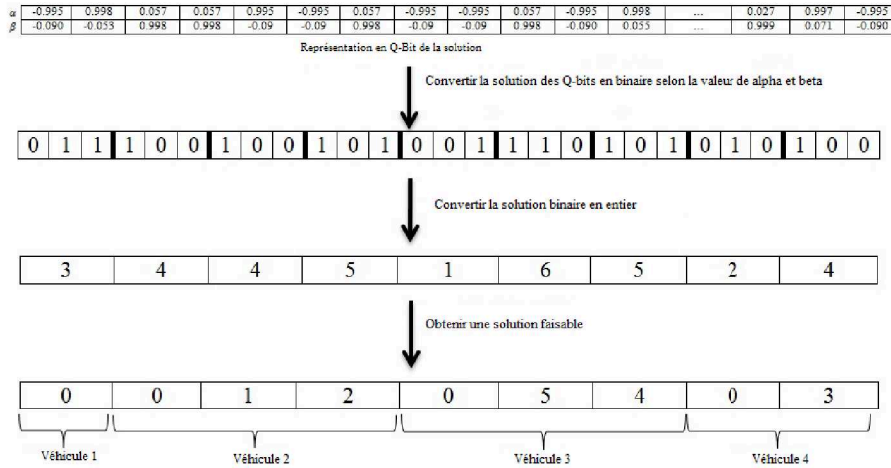 α -0.995 0.998 0.057 0.057 0.995 -0.995 0.057 -0.995 -0.995 0.057 -0.995 0.998 ... 0.027 0.997 -0.995
β -0.090 -0.053 0.998 0.998 -0.09 -0.09 0.998 -0.09 -0.09 0.998 -0.090 0.055 ... 0.999 0.071 -0.090
Représentation en Q-Bit de la solution
Convertir la solution des Q-bits en binaire selon la valeur de alpha et beta
0 1 1 1 0 0 1 0 0 1 0 1 0 0 1 1 1 0 1 0 1 0 1 0 1 0 0
Convertir la solution binaire en entier
3 4 4 5 1 6 5 2 4
Obtenir une solution faisable
0 0 1 2 0 5 4 0 3
Véhicule 1 Véhicule 2 Véhicule 3 Véhicule 4